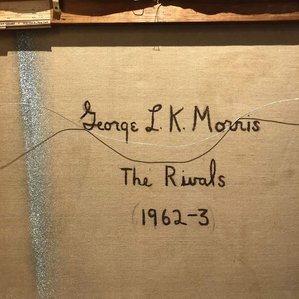 George L.K. Morris
The Rivals
(1962-3)